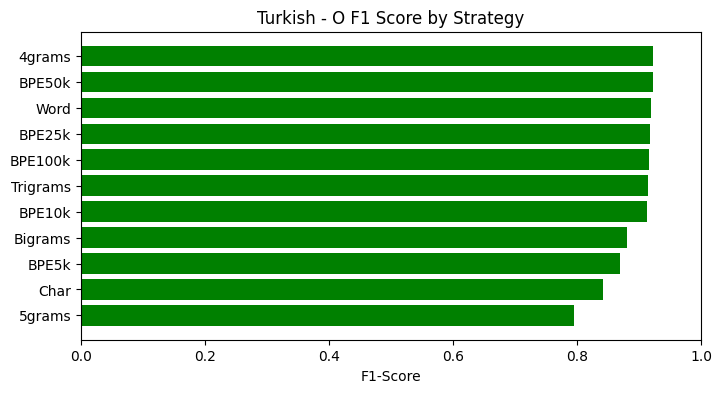 Turkish - O F1 Score by Strategy
4grams
BPE50k
Word
BPE25k
BPE100k
Trigrams
BPE10k
Bigrams
BPE5k
Char
5grams
0.0 0.2 0.4 0.6 0.8 1.0
F1-Score